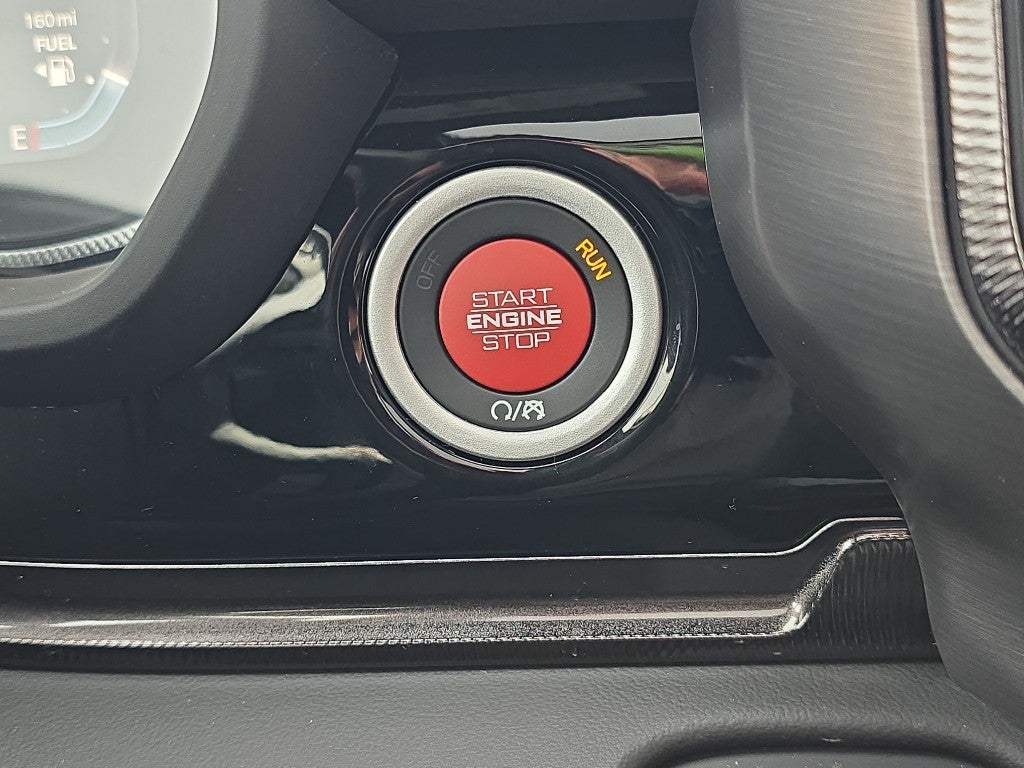 160 mi
FUEL
E
OFF
RUN
START
ENGINE
STOP